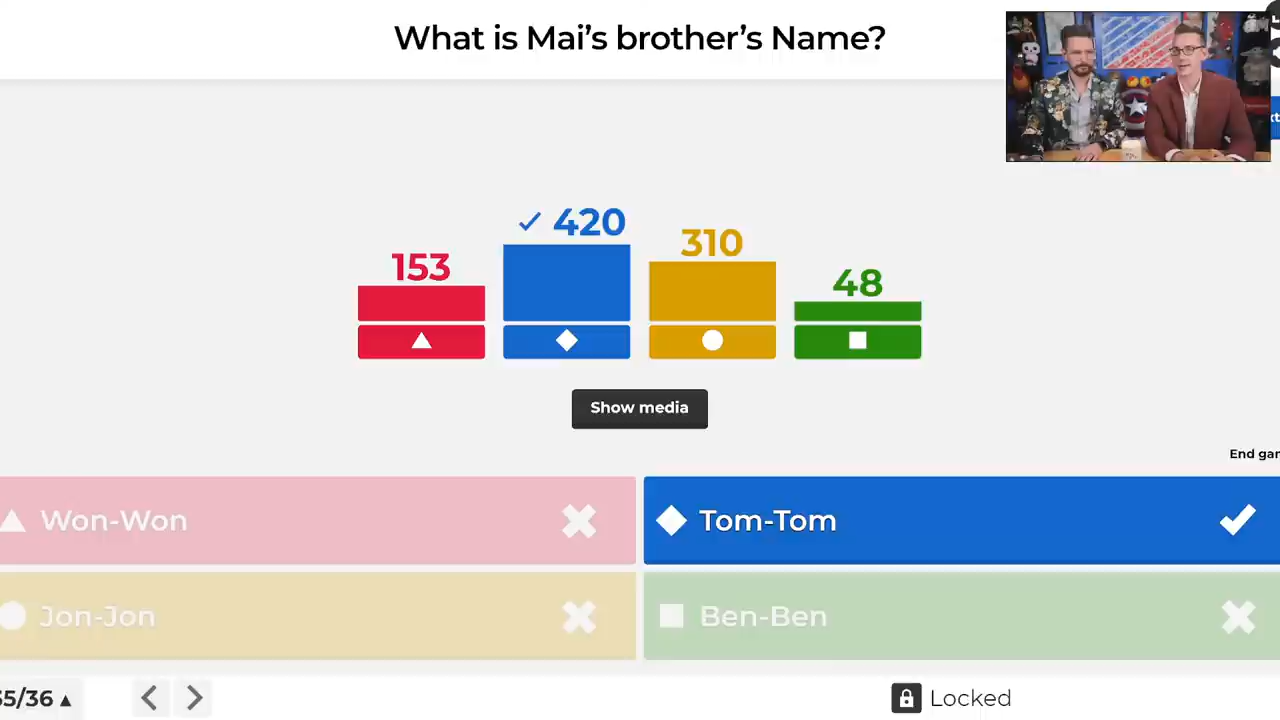 What is Mai's brother's Name?
153
420
310
48
Show media
End gar
Won-Won
Tom-Tom
Jon-Jon
Ben-Ben
35/36
Locked